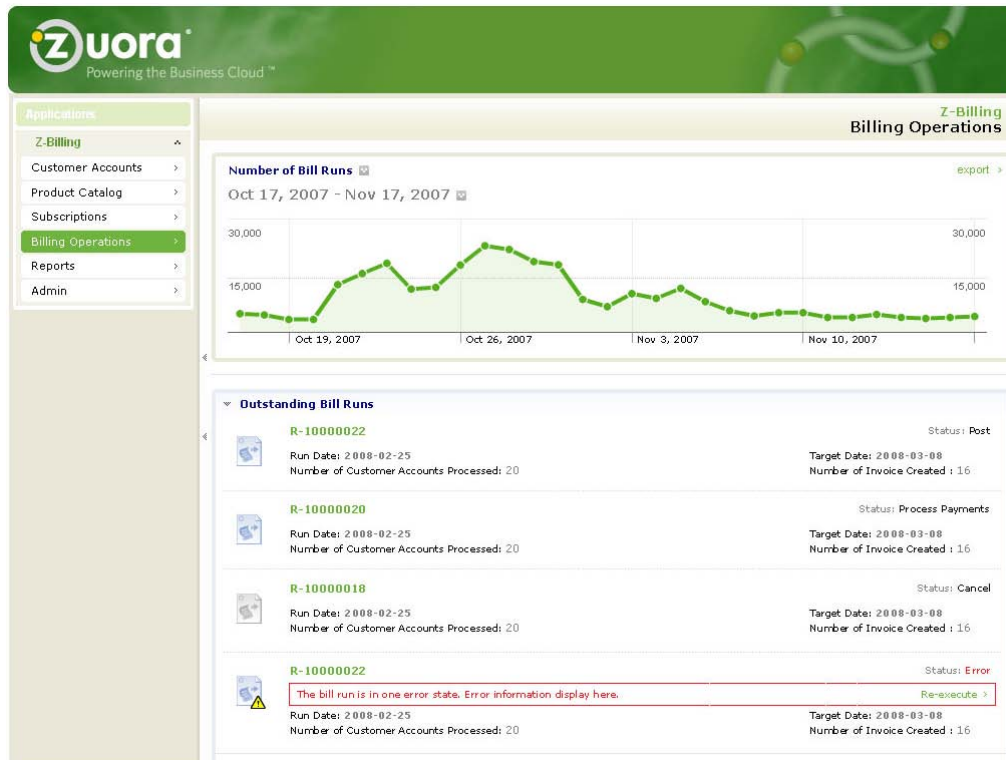 zuora
Powering the Business Cloud ™
Applications
Z-Billing
Customer Accounts
Product Catalog
Subscriptions
Billing Operations
Reports
Admin
Z-Billing
Billing Operations
Number of Bill Runs
export >
Oct 17, 2007 - Nov 17, 2007
30,000 30,000
15,000 15,000
Oct 19, 2007 Oct 26, 2007 Nov 3, 2007 Nov 10, 2007
Outstanding Bill Runs
R-10000022 Status: Post
Run Date: 2008-02-25 Target Date: 2008-03-08
Number of Customer Accounts Processed: 20 Number of Invoice Created : 16
R-10000020 Status: Process Payments
Run Date: 2008-02-25 Target Date: 2008-03-08
Number of Customer Accounts Processed: 20 Number of Invoice Created : 16
R-10000018 Status: Cancel
Run Date: 2008-02-25 Target Date: 2008-03-08
Number of Customer Accounts Processed: 20 Number of Invoice Created : 16
R-10000022 Status: Error
The bill run is in one error state. Error information display here. Re-execute >
Run Date: 2008-02-25 Target Date: 2008-03-08
Number of Customer Accounts Processed: 20 Number of Invoice Created : 16